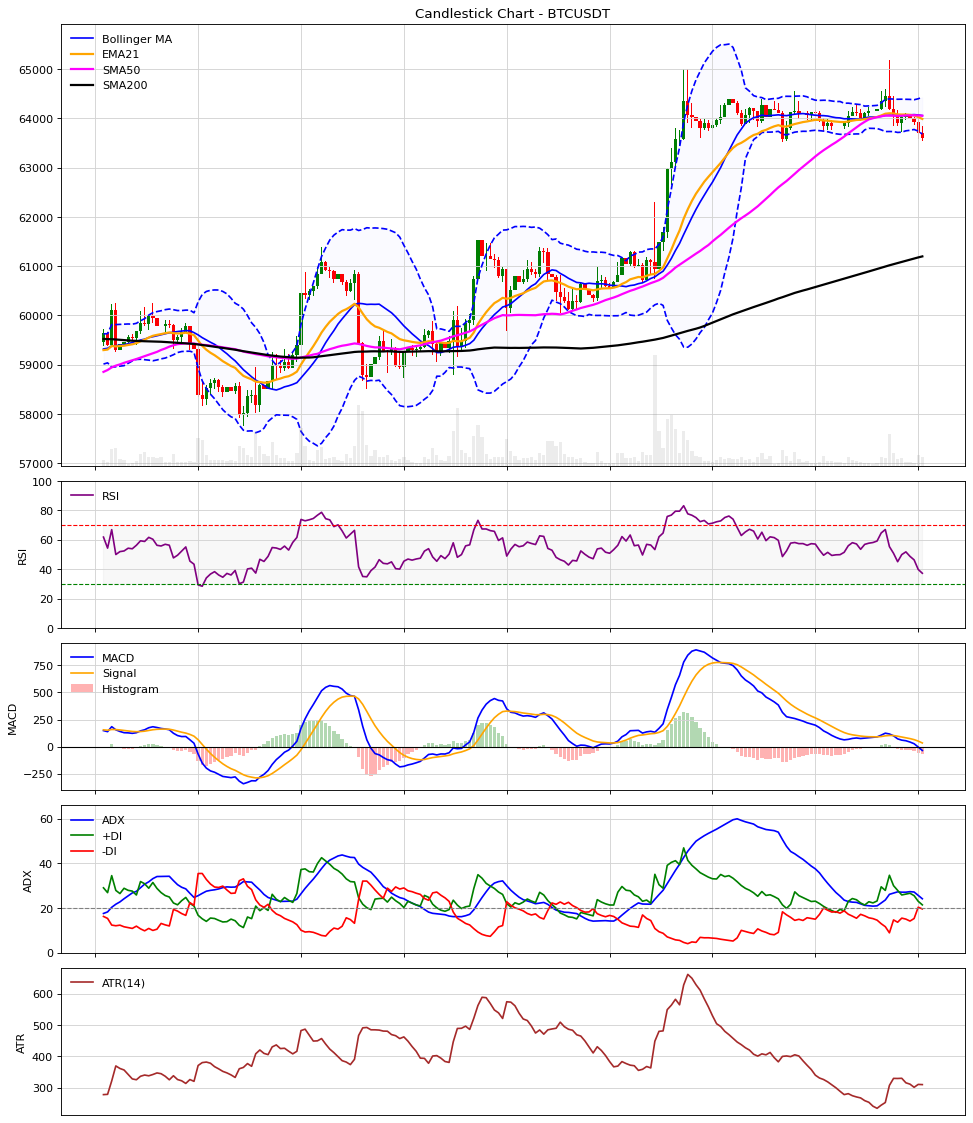 Candlestick Chart - BTCUSDT
Bollinger MA
EMA21
SMA50
SMA200
65000
64000
63000
62000
61000
60000
59000
58000
57000
RSI
RSI
100
80
60
40
20
0
MACD
Signal
Histogram
MACD
750
500
250
0
−250
ADX
+DI
-DI
ADX
60
40
20
0
ATR(14)
ATR
600
500
400
300